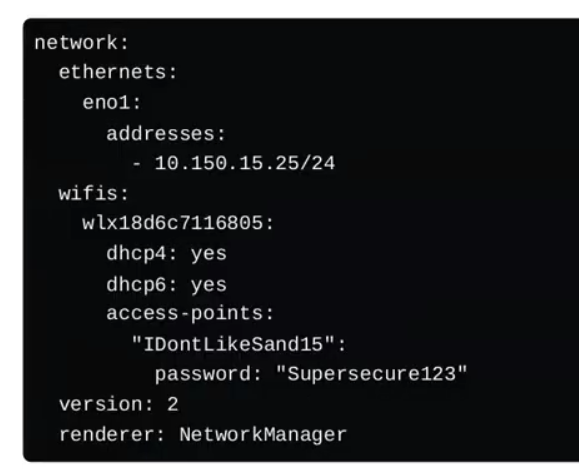 network:
  ethernets:
    eno1:
      addresses:
        - 10.150.15.25/24
  wifis:
    wlx18d6c7116805:
      dhcp4: yes
      dhcp6: yes
      access-points:
        "IDontLikeSand15":
          password: "Supersecure123"
  version: 2
  renderer: NetworkManager